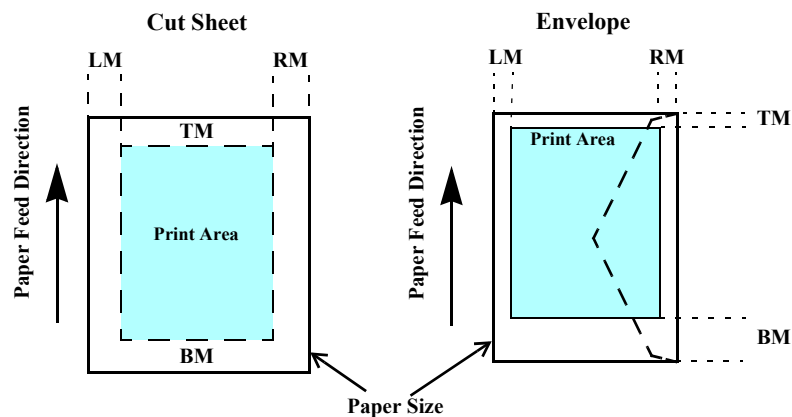 Cut Sheet
LM
RM
TM
Paper Feed Direction
Print Area
BM
Envelope
LM
RM
TM
Print Area
Paper Feed Direction
BM
Paper Size